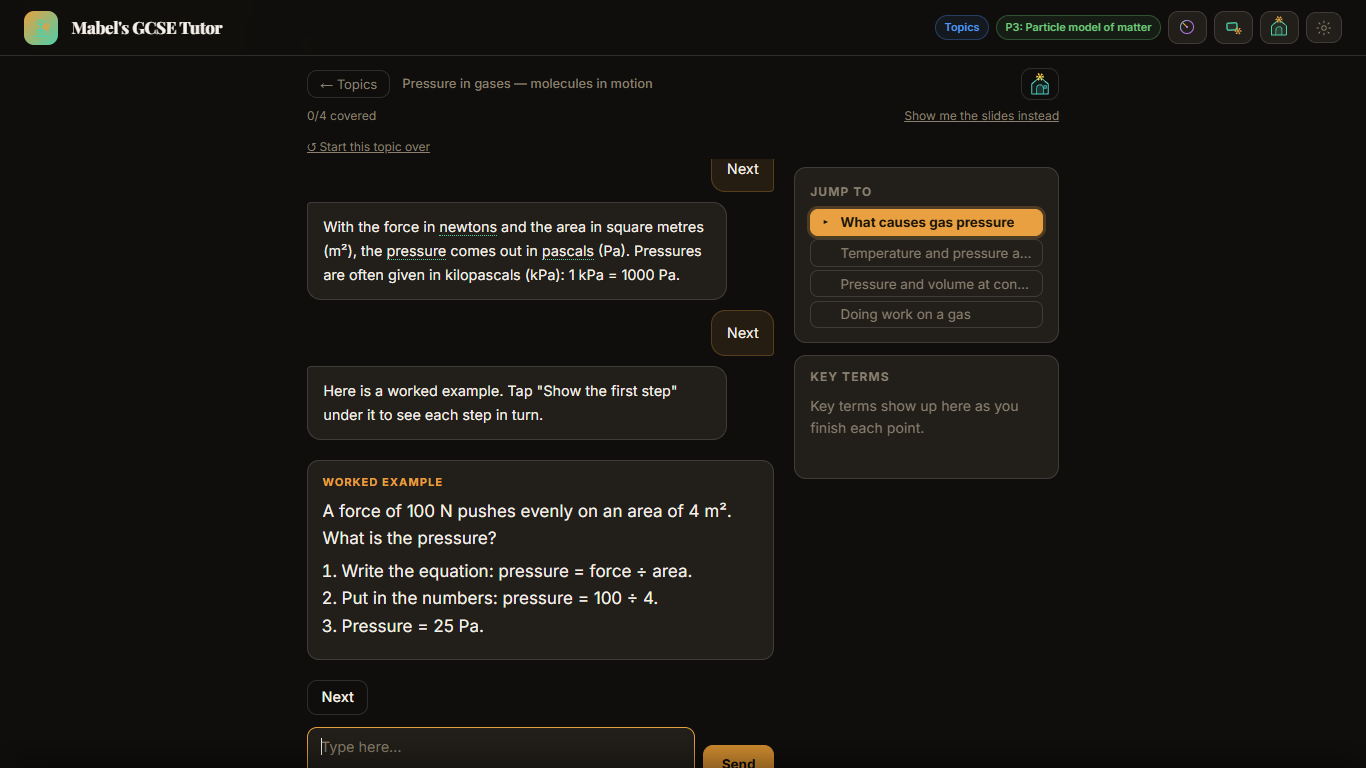 Mabel's GCSE Tutor
Topics
P3: Particle model of matter
← Topics
Pressure in gases — molecules in motion
0/4 covered
Show me the slides instead
↺ Start this topic over
Next
With the force in newtons and the area in square metres
(m²), the pressure comes out in pascals (Pa). Pressures
are often given in kilopascals (kPa): 1 kPa = 1000 Pa.
Next
Here is a worked example. Tap "Show the first step"
under it to see each step in turn.
WORKED EXAMPLE
A force of 100 N pushes evenly on an area of 4 m².
What is the pressure?
1. Write the equation: pressure = force ÷ area.
2. Put in the numbers: pressure = 100 ÷ 4.
3. Pressure = 25 Pa.
Next
Type here...
Send
JUMP TO
What causes gas pressure
Temperature and pressure a...
Pressure and volume at con...
Doing work on a gas
KEY TERMS
Key terms show up here as you
finish each point.